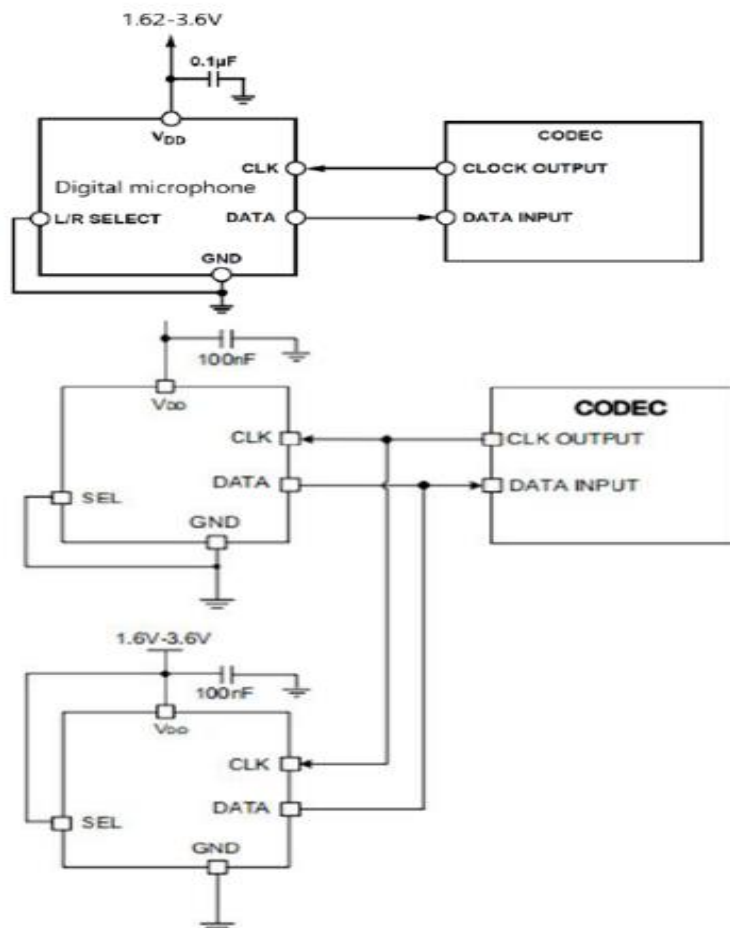 1.62-3.6V
0.1µF
VDD
CODEC
CLK
CLOCK OUTPUT
Digital microphone
L/R SELECT
DATA
DATA INPUT
GND
100nF
VDD
CODEC
CLK
CLK OUTPUT
DATA
DATA INPUT
SEL
GND
1.6V-3.6V
100nF
VDD
CLK
DATA
SEL
GND